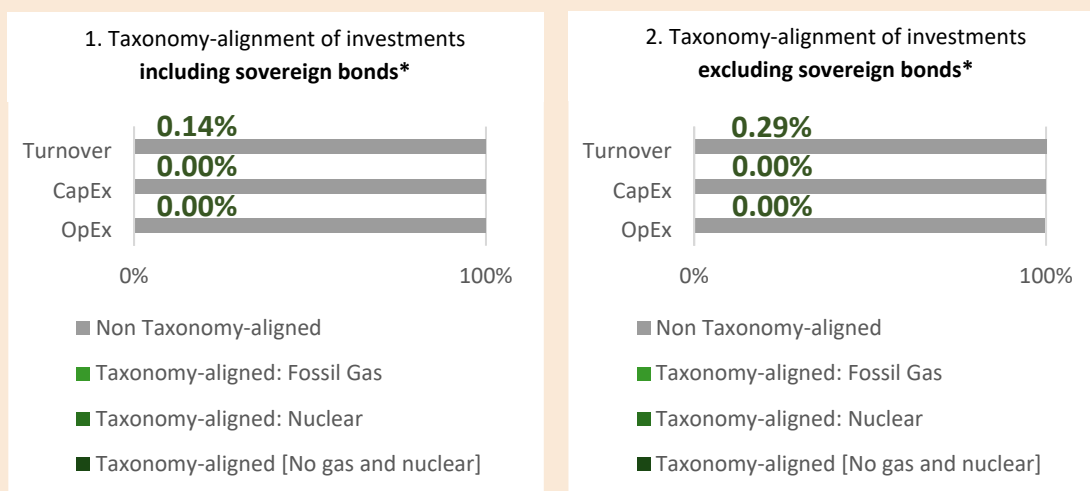 1. Taxonomy-alignment of investments
including sovereign bonds*
0.14%
Turnover
0.00%
CapEx
0.00%
OpEx
0%
100%
Non Taxonomy-aligned
Taxonomy-aligned: Fossil Gas
Taxonomy-aligned: Nuclear
Taxonomy-aligned [No gas and nuclear]
2. Taxonomy-alignment of investments
excluding sovereign bonds*
0.29%
Turnover
0.00%
CapEx
0.00%
OpEx
0%
100%
Non Taxonomy-aligned
Taxonomy-aligned: Fossil Gas
Taxonomy-aligned: Nuclear
Taxonomy-aligned [No gas and nuclear]